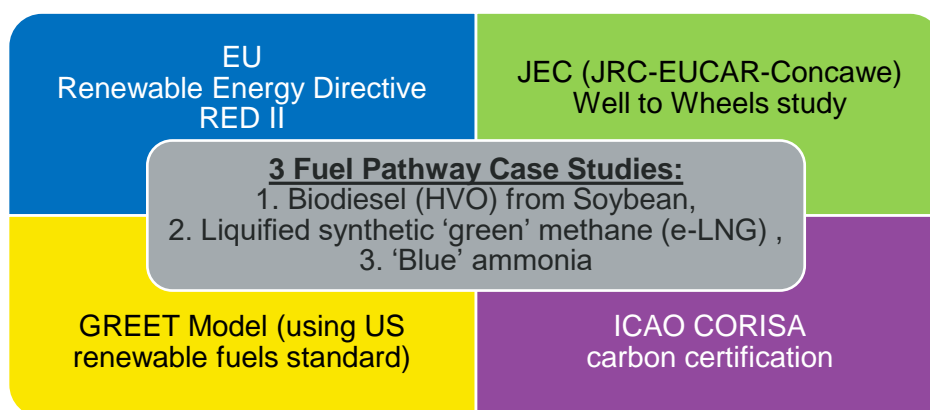 EU
Renewable Energy Directive
RED II
JEC (JRC-EUCAR-Concawe)
Well to Wheels study
3 Fuel Pathway Case Studies:
1. Biodiesel (HVO) from Soybean,
2. Liquified synthetic ‘green’ methane (e-LNG) ,
3. ‘Blue’ ammonia
GREET Model (using US
renewable fuels standard)
ICAO CORISA
carbon certification